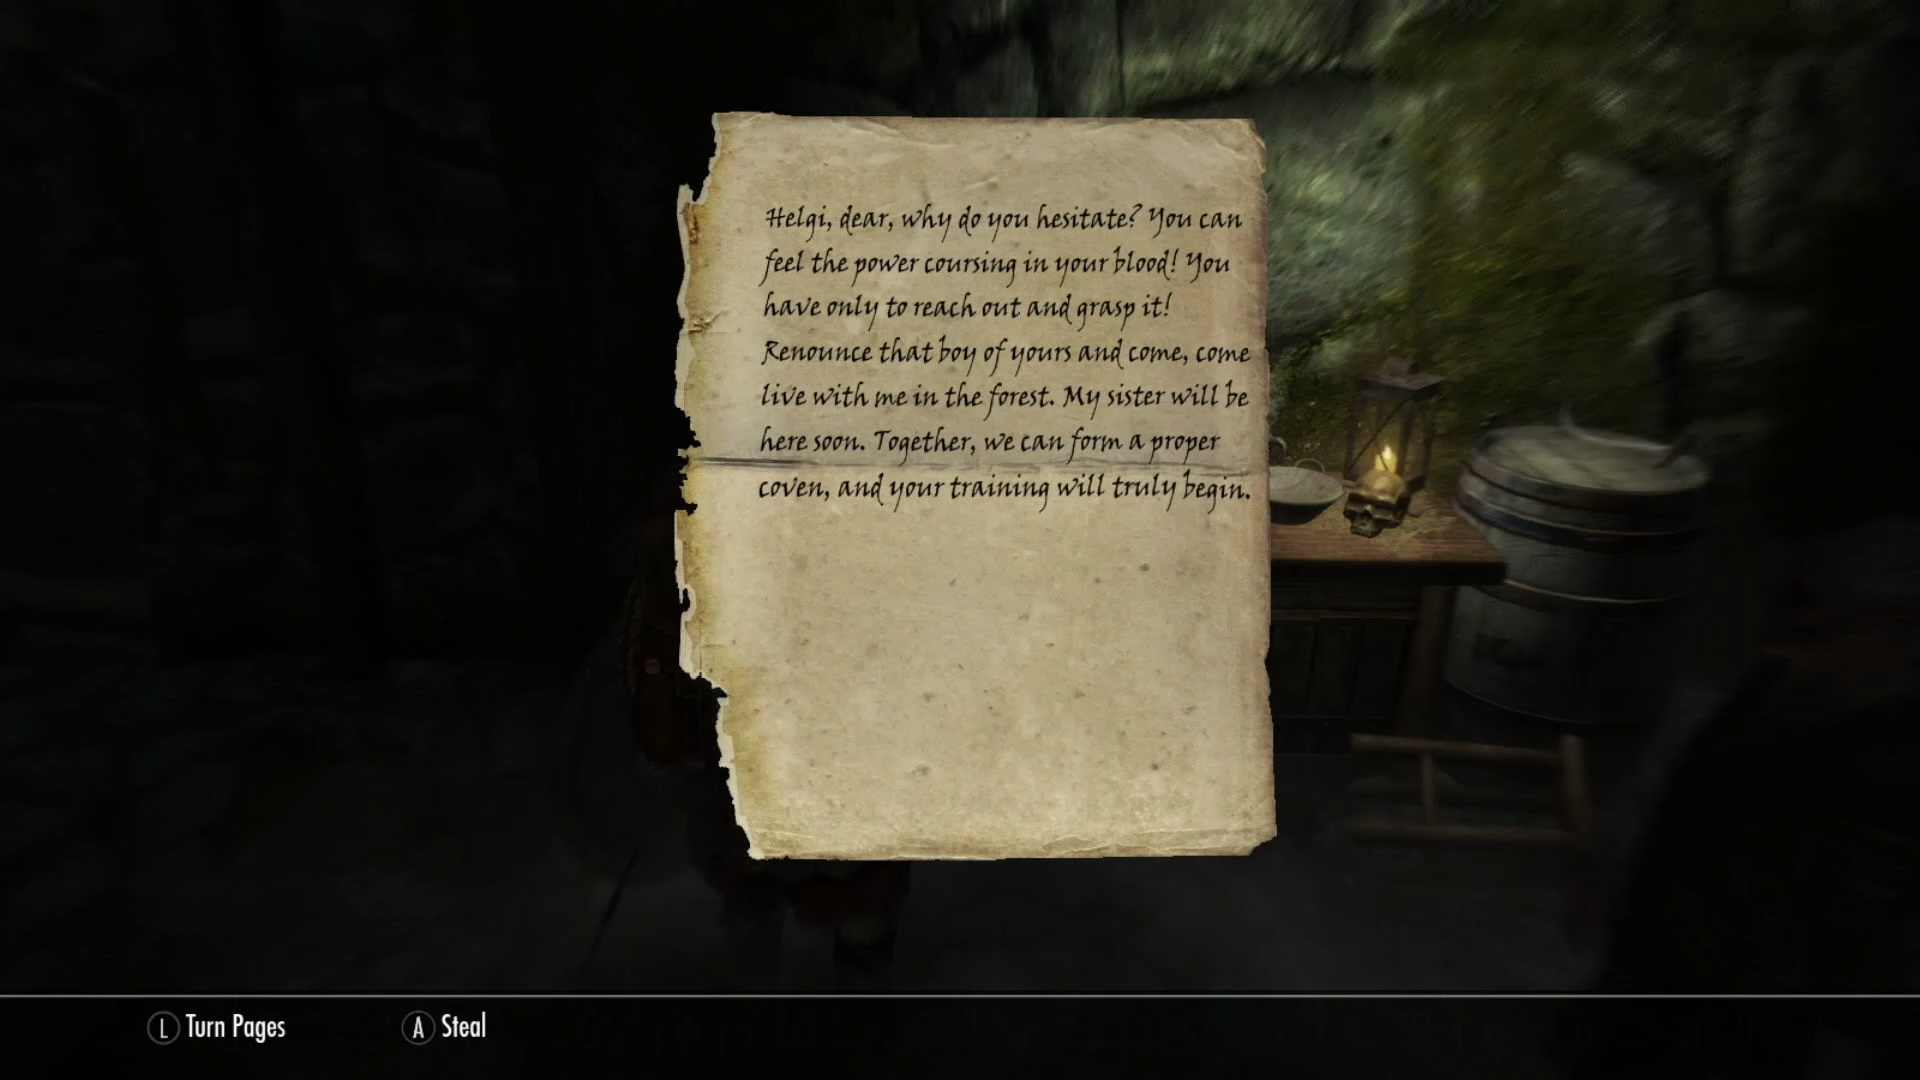 Helgi, dear, why do you hesitate? You can
feel the power coursing in your blood! You
have only to reach out and grasp it!
Renounce that boy of yours and come, come
live with me in the forest. My sister will be
here soon. Together, we can form a proper
coven, and your training will truly begin.
L Turn Pages A Steal